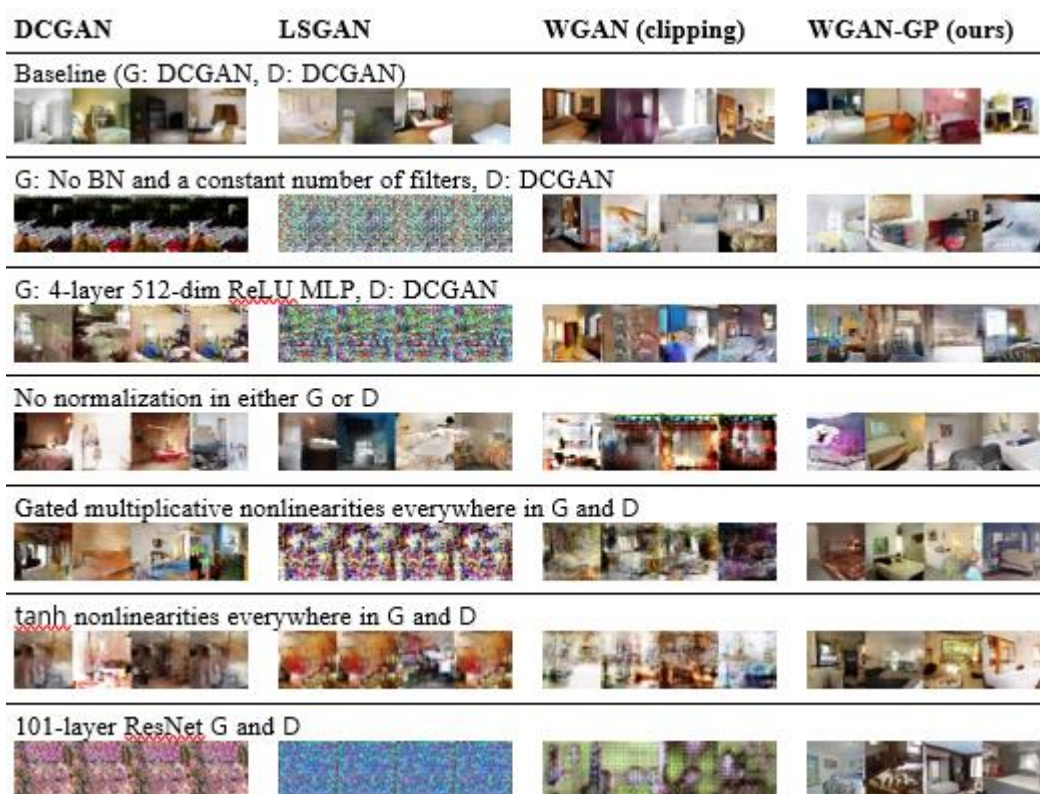 DCGAN LSGAN WGAN (clipping) WGAN-GP (ours)
Baseline (G: DCGAN, D: DCGAN)
G: No BN and a constant number of filters, D: DCGAN
G: 4-layer 512-dim ReLU MLP, D: DCGAN
No normalization in either G or D
Gated multiplicative nonlinearities everywhere in G and D
tanh nonlinearities everywhere in G and D
101-layer ResNet G and D